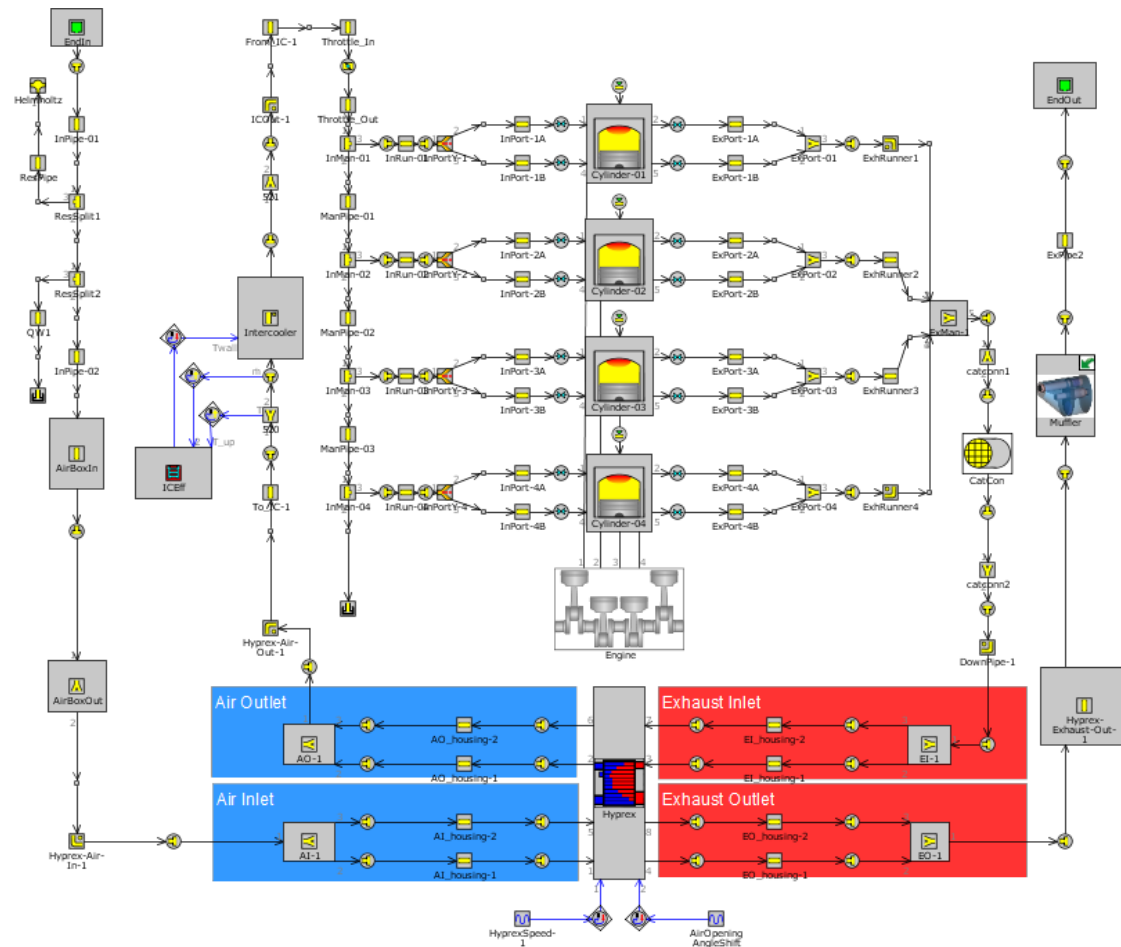 EndIn
Helmholtz
InPipe-01
ResPipe
ResSplit1
ResSplit2
QW1
InPipe-02
AirBoxIn
AirBoxOut
Hyprex-Air-
In-1
From_IC-1
ICOut-1
Intercooler
Twall
T_up
ICEff
Hyprex-Air-
Out-1
Throttle_In
Throttle_Out
InMan-01
ManPipe-01
InMan-02
ManPipe-02
InMan-03
ManPipe-03
InMan-04
InPort-1A
InPort-1B
InPort-2A
InPort-2B
InPort-3A
InPort-3B
InPort-4A
InPort-4B
Cylinder-01
Cylinder-02
Cylinder-03
Cylinder-04
1 2 3 4
Engine
ExPort-1A
ExPort-1B
ExPort-2A
ExPort-2B
ExPort-3A
ExPort-3B
ExPort-4A
ExPort-4B
ExPort-01
ExPort-02
ExPort-03
ExPort-04
ExhRunner1
ExhRunner2
ExhRunner3
ExhRunner4
ExMan-1
catconn1
CatCon
catconn2
DownPipe-1
EndOut
ExPipe2
Muffler
Hyprex-
Exhaust-Out-
1
Air Outlet
AO-1
AO_housing-2
AO_housing-1
Air Inlet
AI-1
AI_housing-2
AI_housing-1
Hyprex
Exhaust Inlet
EI_housing-2
EI_housing-1
EI-1
Exhaust Outlet
EO_housing-2
EO_housing-1
EO-1
HyprexSpeed-
1
AirOpening
AngleShift